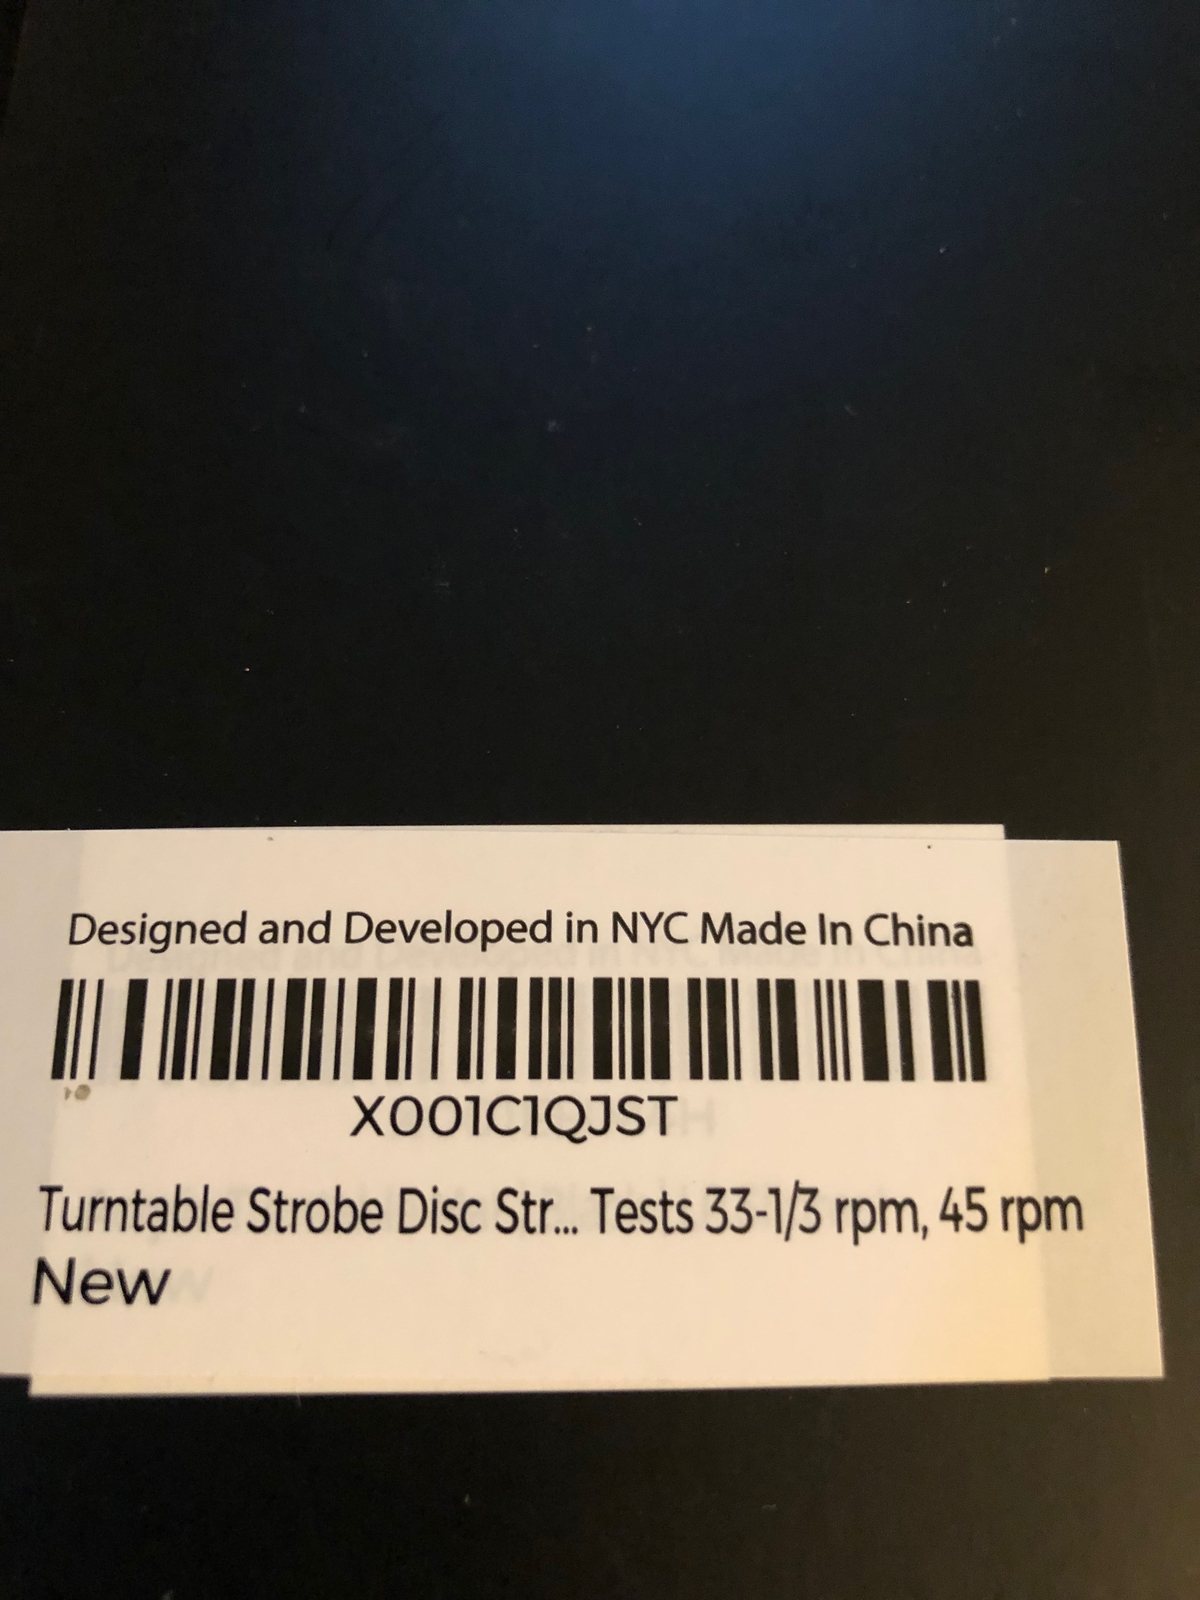 Designed and Developed in NYC Made In China
X001C1QJST
Turntable Strobe Disc Str... Tests 33-1/3 rpm, 45 rpm
New